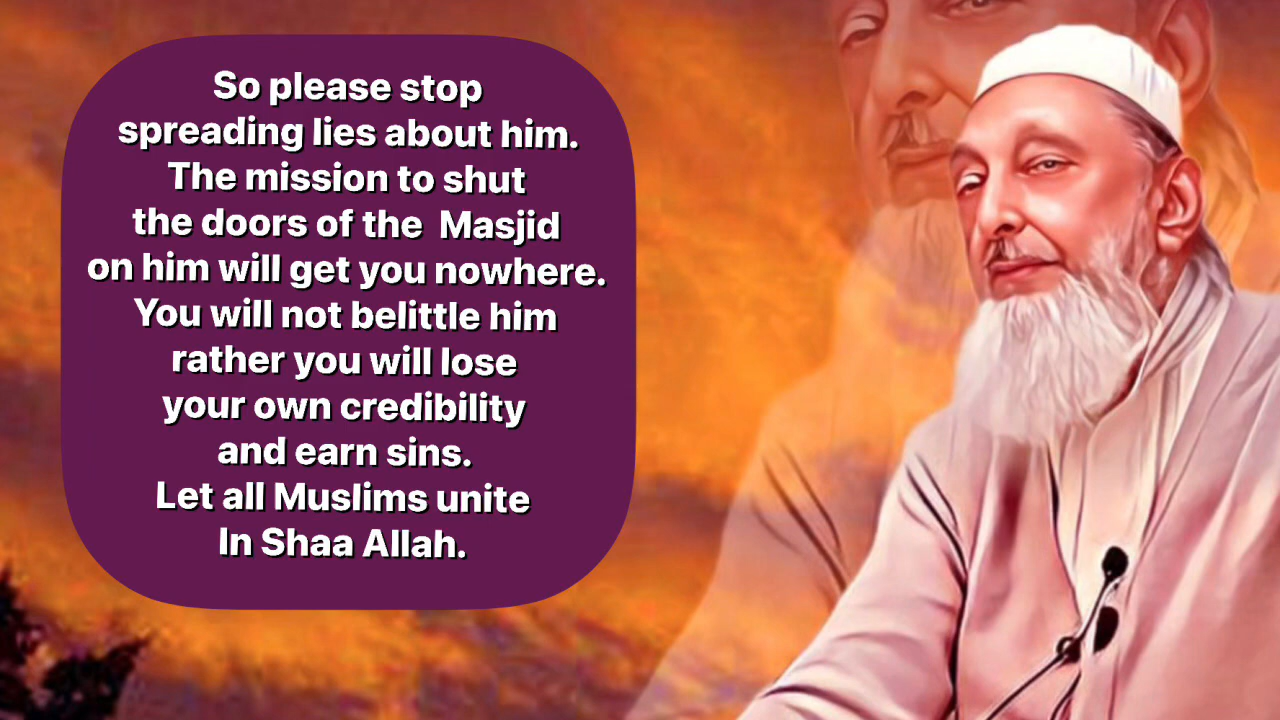 So please stop
spreading lies about him.
The mission to shut
the doors of the  Masjid
on him will get you nowhere.
You will not belittle him
rather you will lose
your own credibility
and earn sins.
Let all Muslims unite
In Shaa Allah.